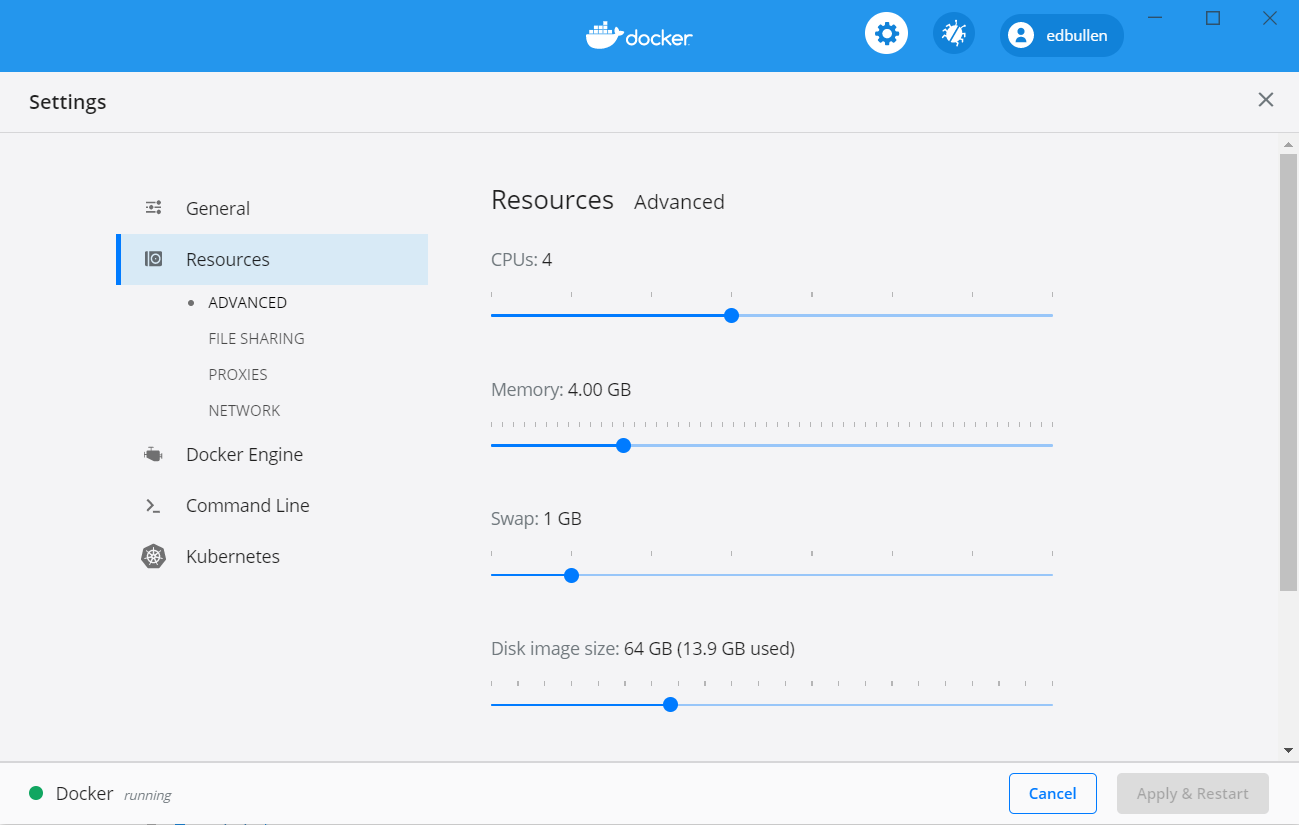 docker
edbullen
Settings
General
Resources
ADVANCED
FILE SHARING
PROXIES
NETWORK
Docker Engine
Command Line
Kubernetes
Resources Advanced
CPUs: 4
Memory: 4.00 GB
Swap: 1 GB
Disk image size: 64 GB (13.9 GB used)
Docker running
Cancel
Apply & Restart